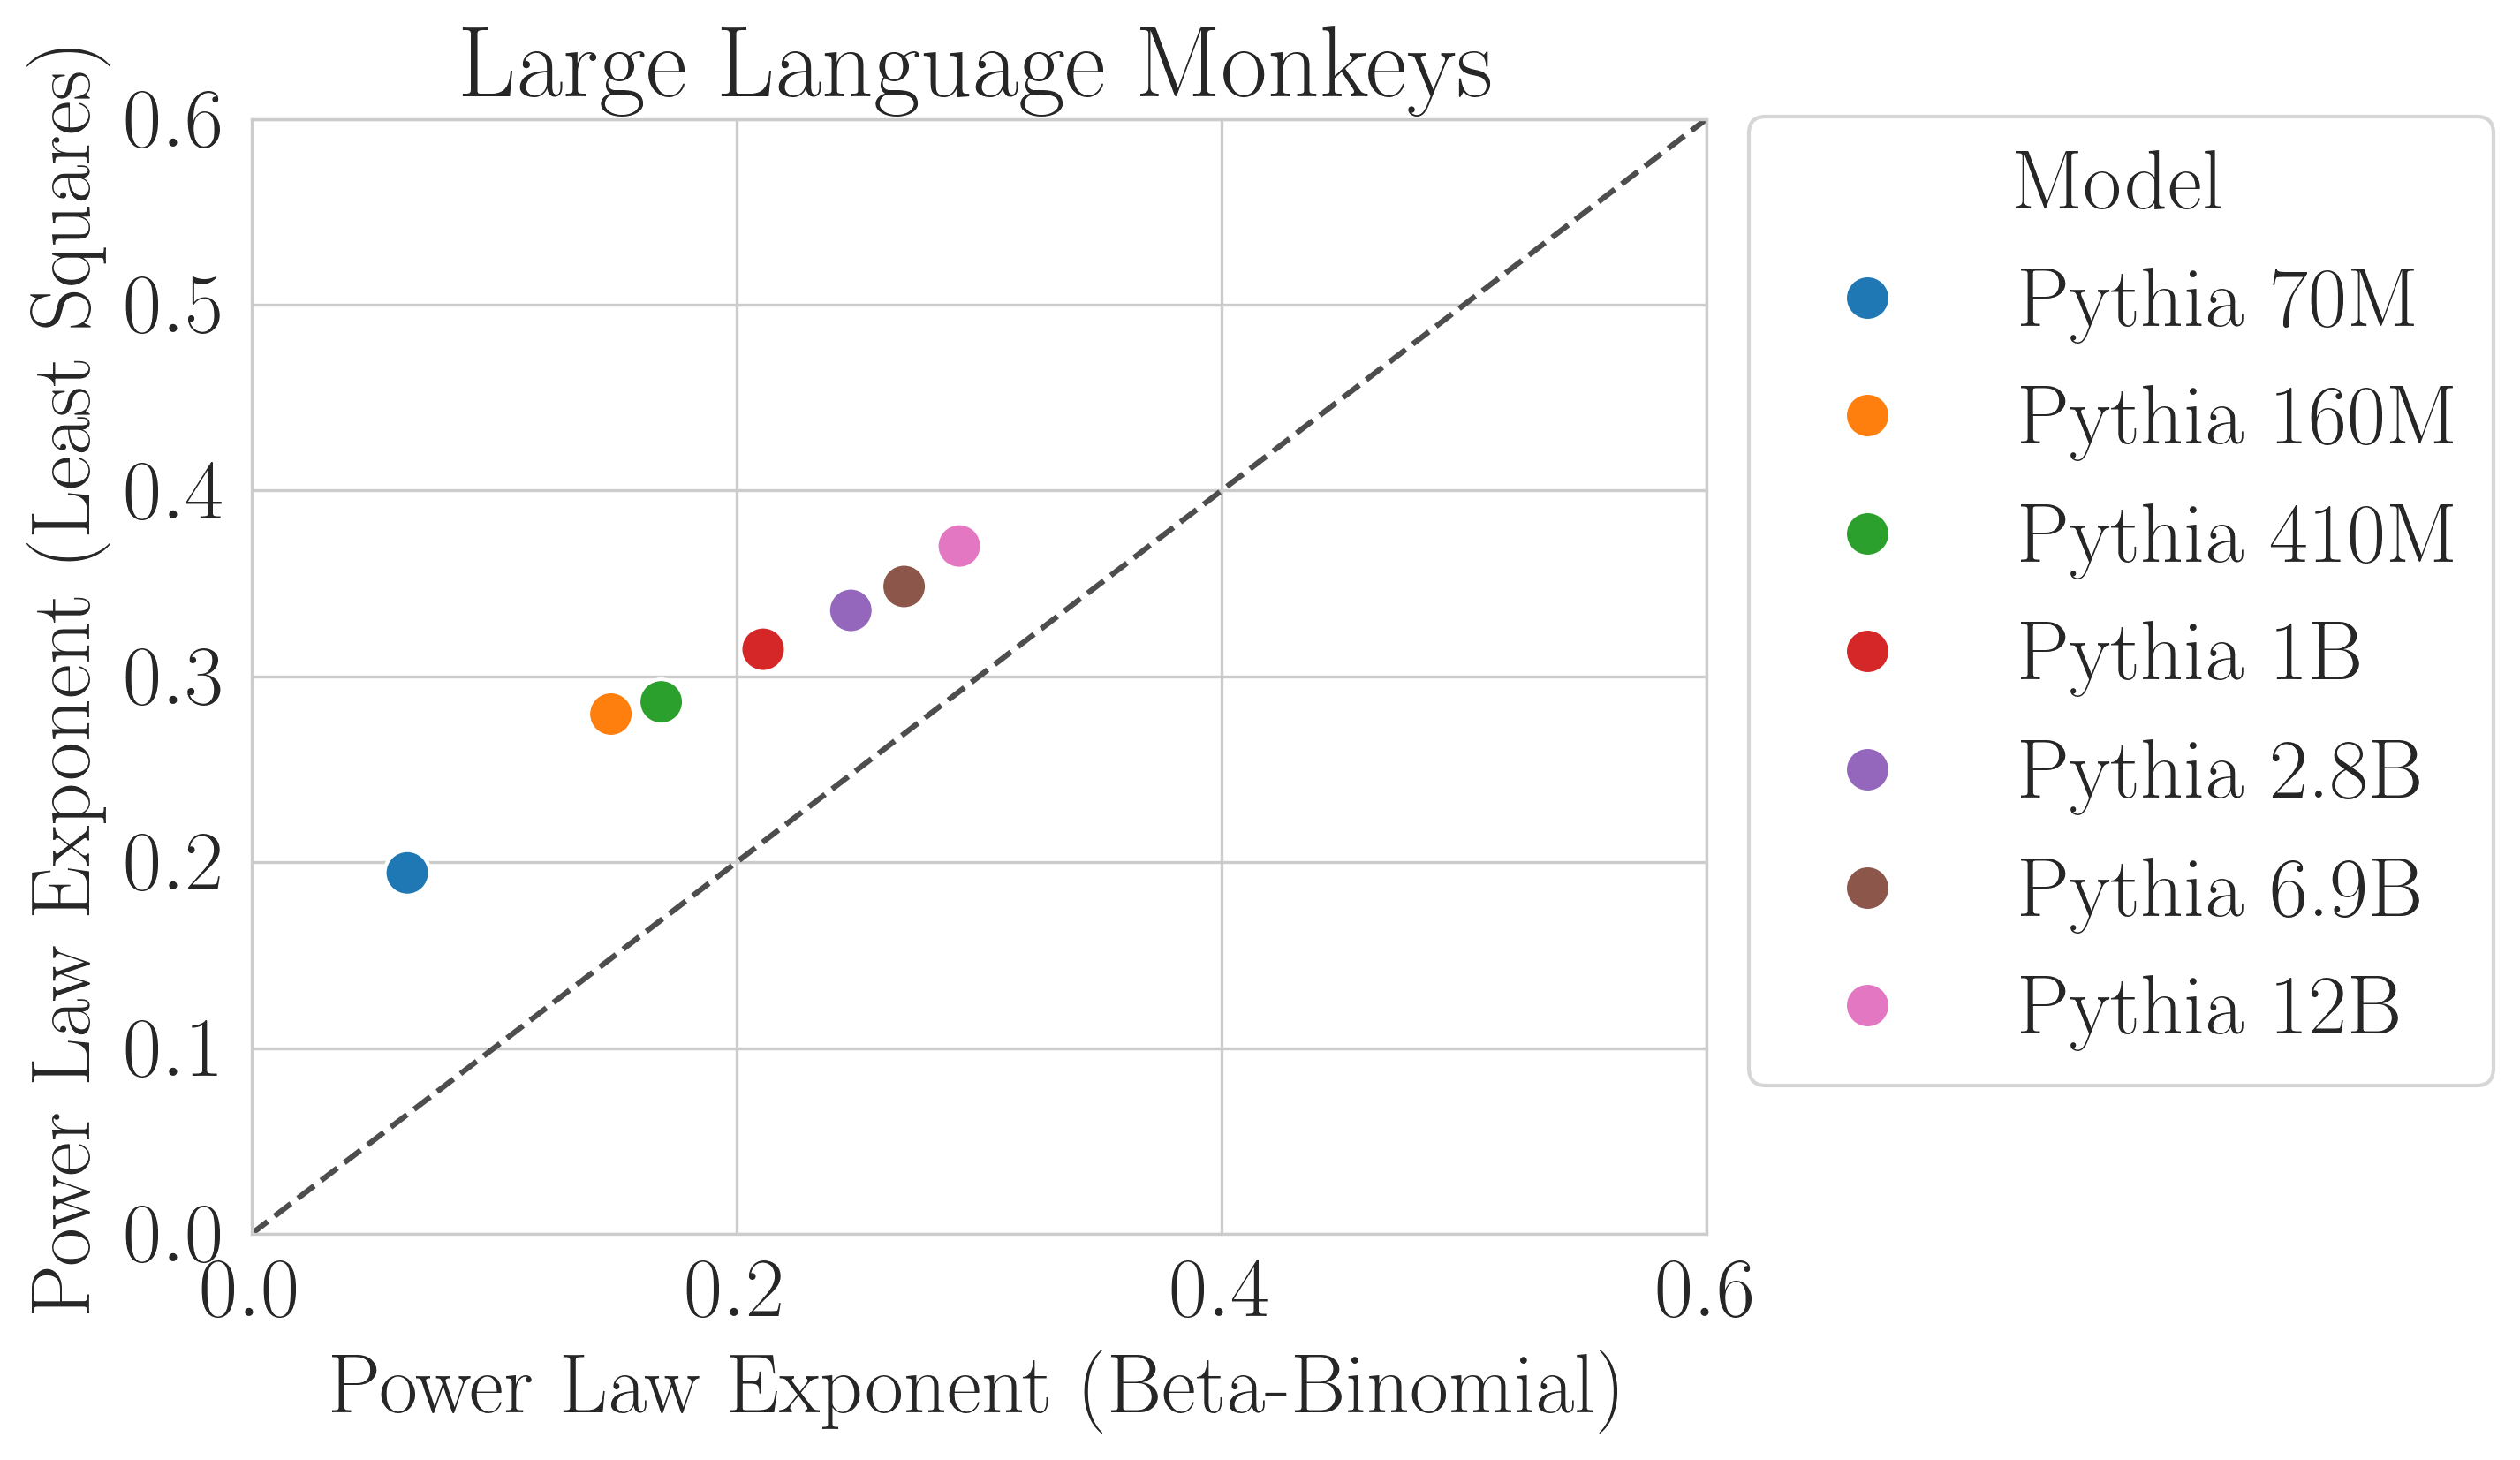 Large Language Monkeys
Power Law Exponent (Least Squares)
0.6
0.5
0.4
0.3
0.2
0.1
0.0
0.0 0.2 0.4 0.6
Power Law Exponent (Beta-Binomial)
Model
Pythia 70M
Pythia 160M
Pythia 410M
Pythia 1B
Pythia 2.8B
Pythia 6.9B
Pythia 12B